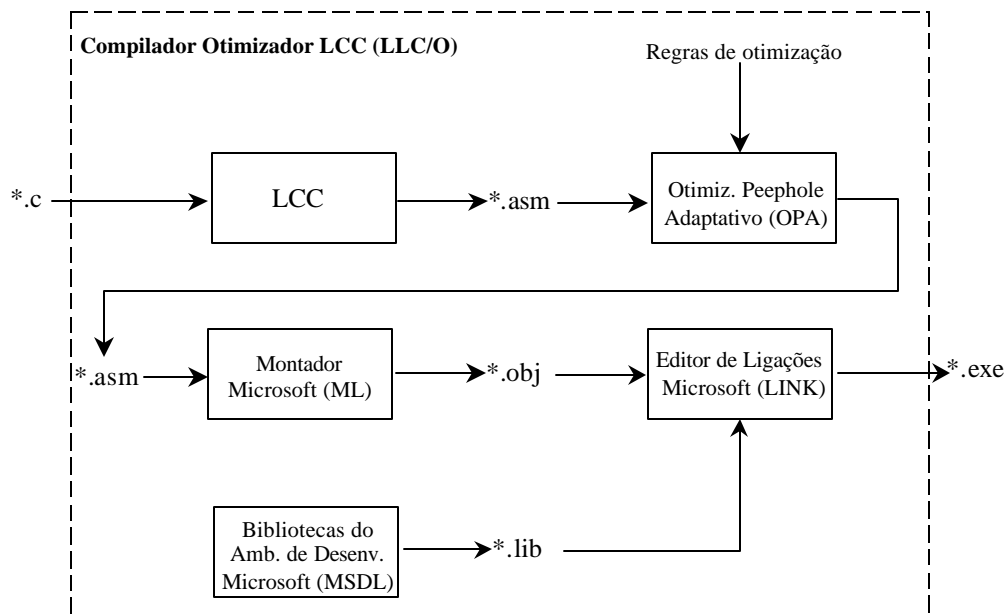 Compilador Otimizador LCC (LLC/O)
Regras de otimização
*.c
LCC
*.asm
Otimiz. Peephole
Adaptativo (OPA)
*.asm
Montador
Microsoft (ML)
*.obj
Editor de Ligações
Microsoft (LINK)
*.exe
Bibliotecas do
Amb. de Desenv.
Microsoft (MSDL)
*.lib